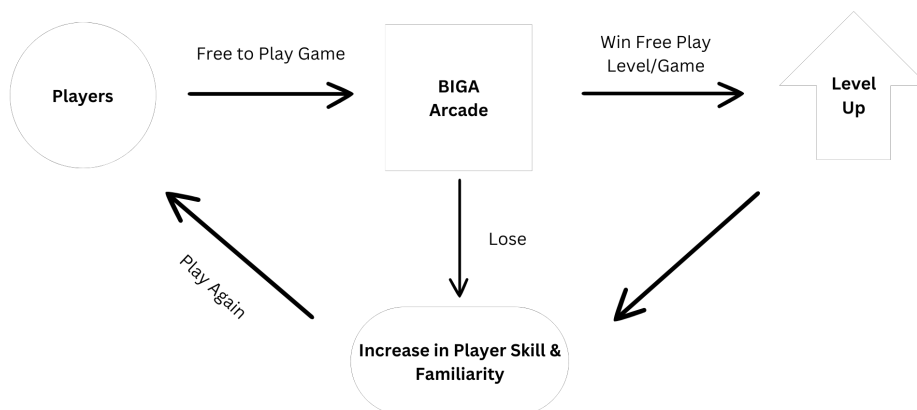 Players
Free to Play Game
BIGA
Arcade
Win Free Play
Level/Game
Level
Up
Lose
Play Again
Increase in Player Skill &
Familiarity